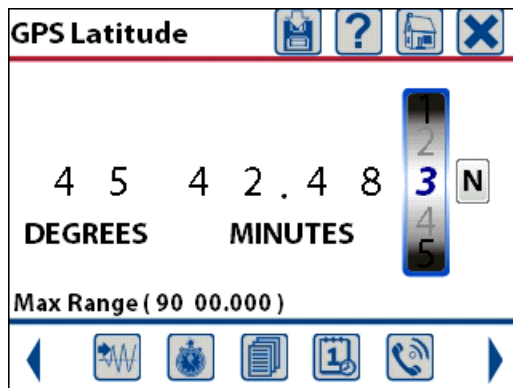 GPS Latitude
?
1
2
4 5 4 2 . 4 8 3 N
4
5
DEGREES MINUTES
Max Range ( 90 00.000 )
1